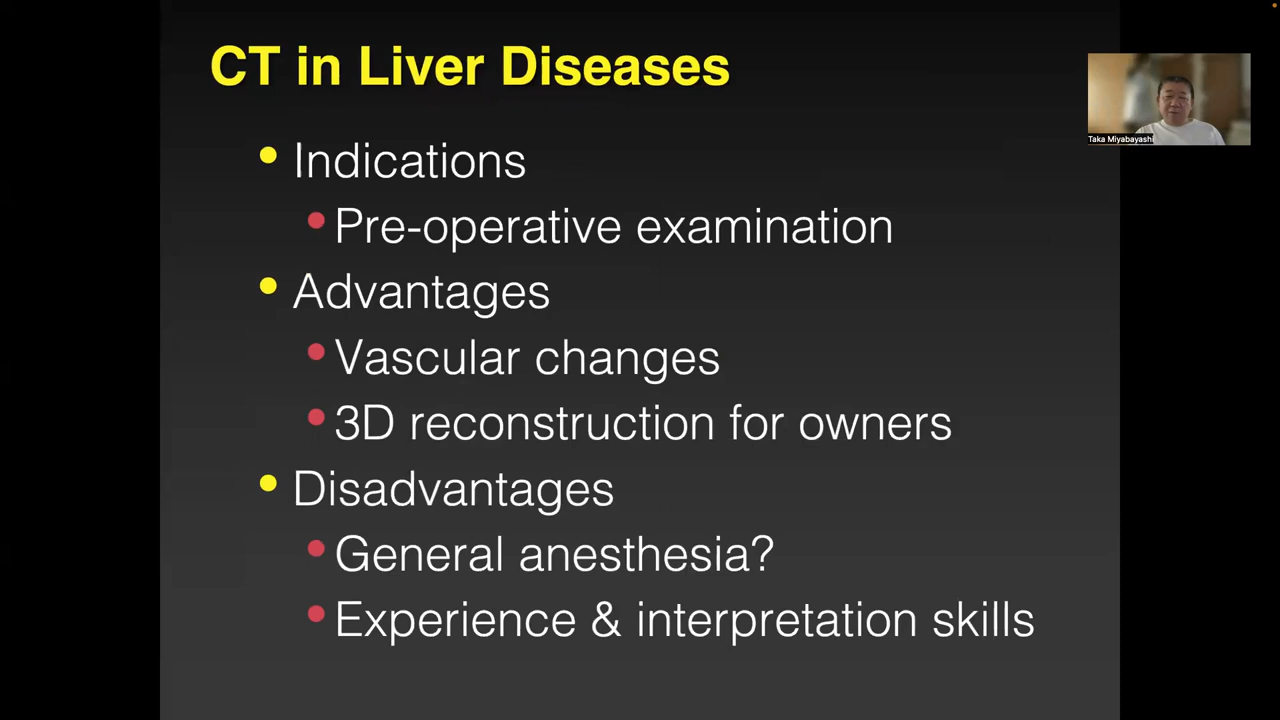 CT in Liver Diseases
Taka Miyabayashi
• Indications
• Pre-operative examination
• Advantages
• Vascular changes
• 3D reconstruction for owners
• Disadvantages
• General anesthesia?
• Experience & interpretation skills